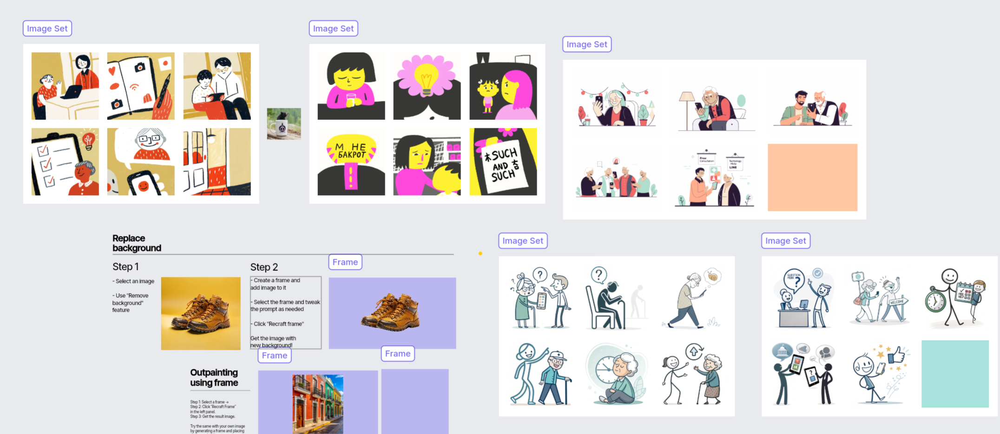 Image Set
Image Set
Image Set
М НЕ
БАКРОТ
SUCH
AND 吉
SUCH
Free
Consultation
Technology
Help
LINE
Replace
background
Step 1
- Select an image
- Use "Remove
background"
feature
Step 2
- Create a frame and
add image to it
- Select the frame and tweak
the prompt as needed
- Click "Recraft frame"
Get the image with
new background!
Frame
Frame
Frame
Outpainting
using frame
Step 1: Select a frame →
Step 2: Click "Recraft Frame"
in the left panel.
Step 3: Get the result image.
Try the same with your own image
by generating a frame and placing
Image Set
?
?
Image Set
QUESTION
MERK
?
WELCOME
FREE
HELP
?